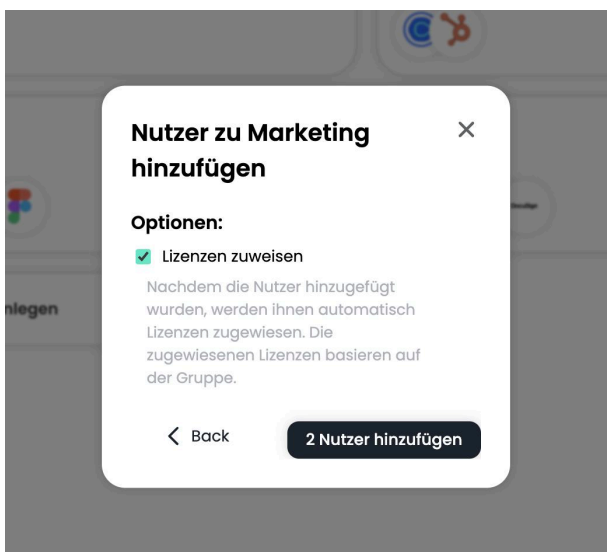 Nutzer zu Marketing
hinzufügen
Optionen:
Lizenzen zuweisen
Nachdem die Nutzer hinzugefügt
wurden, werden ihnen automatisch
Lizenzen zugewiesen. Die
zugewiesenen Lizenzen basieren auf
der Gruppe.
nlegen
Back
2 Nutzer hinzufügen